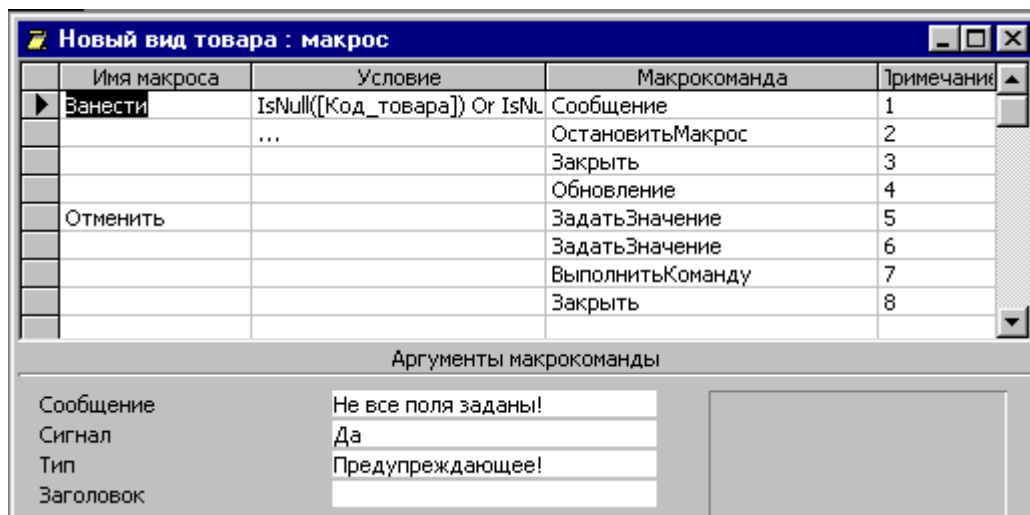 Новый вид товара : макрос
Имя макроса Условие Макрокоманда Примечание
Занести IsNull([Код_товара]) Or IsNu Сообщение 1
... ОстановитьМакрос 2
Закрыть 3
Обновление 4
Отменить ЗадатьЗначение 5
ЗадатьЗначение 6
ВыполнитьКоманду 7
Закрыть 8
Аргументы макрокоманды
Сообщение Не все поля заданы!
Сигнал Да
Тип Предупреждающее!
Заголовок